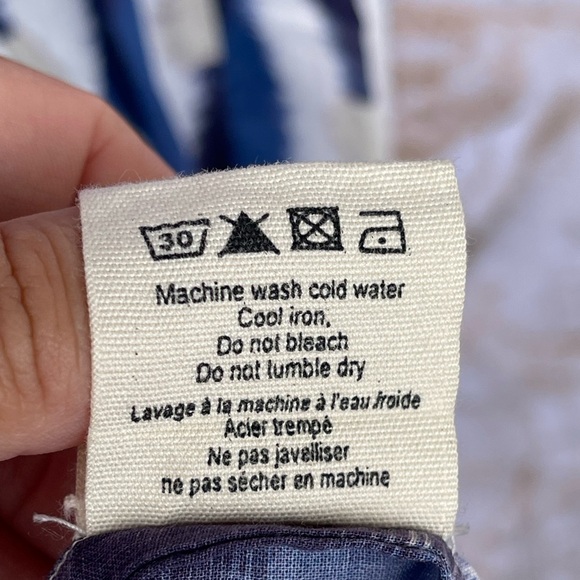 30
Machine wash cold water
Cool iron,
Do not bleach
Do not tumble dry
Lavage à la machine à l'eau froide
Acier trempé
Ne pas javelliser
ne pas sécher en machine